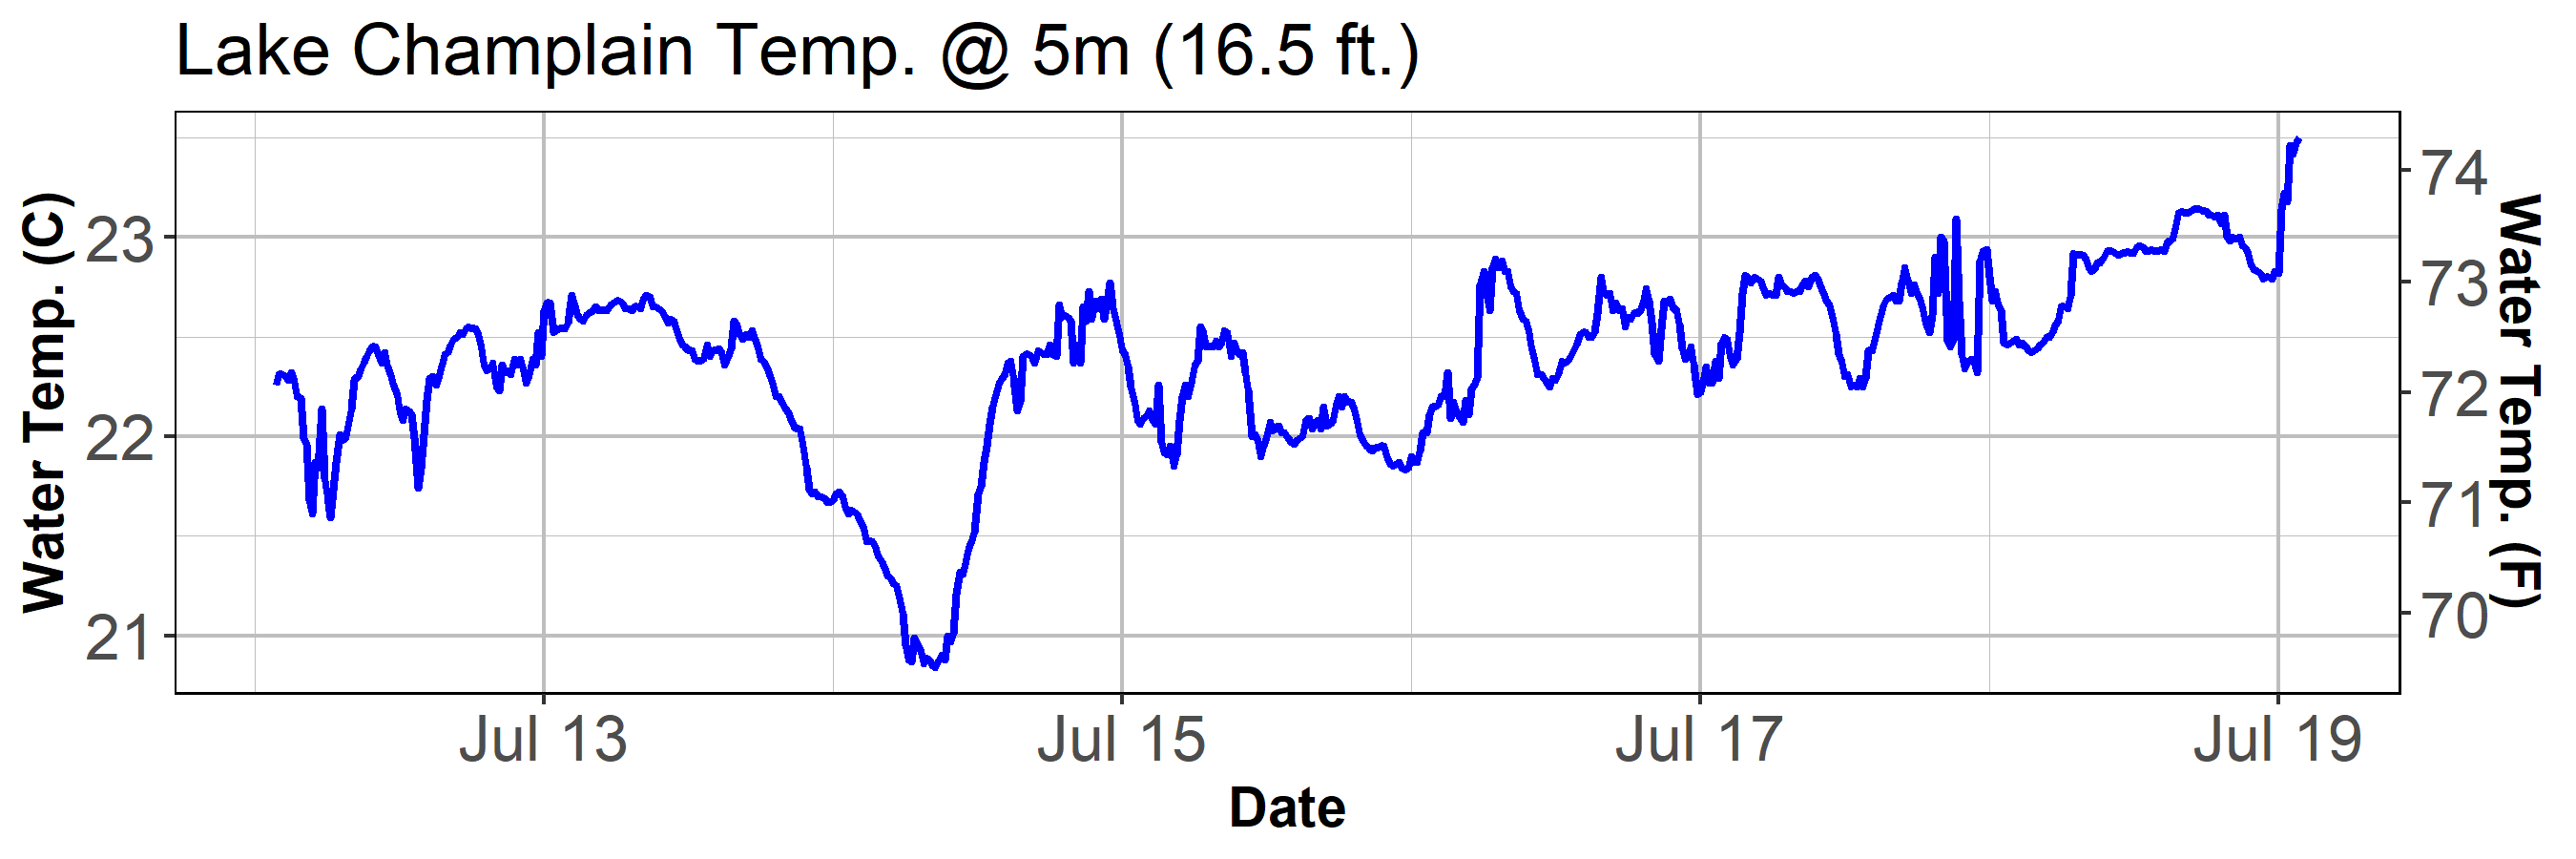 Lake Champlain Temp. @ 5m (16.5 ft.)
Water Temp. (C)
23
22
21
74
73
72
71
70
Water Temp. (F)
Jul 13
Jul 15
Jul 17
Jul 19
Date